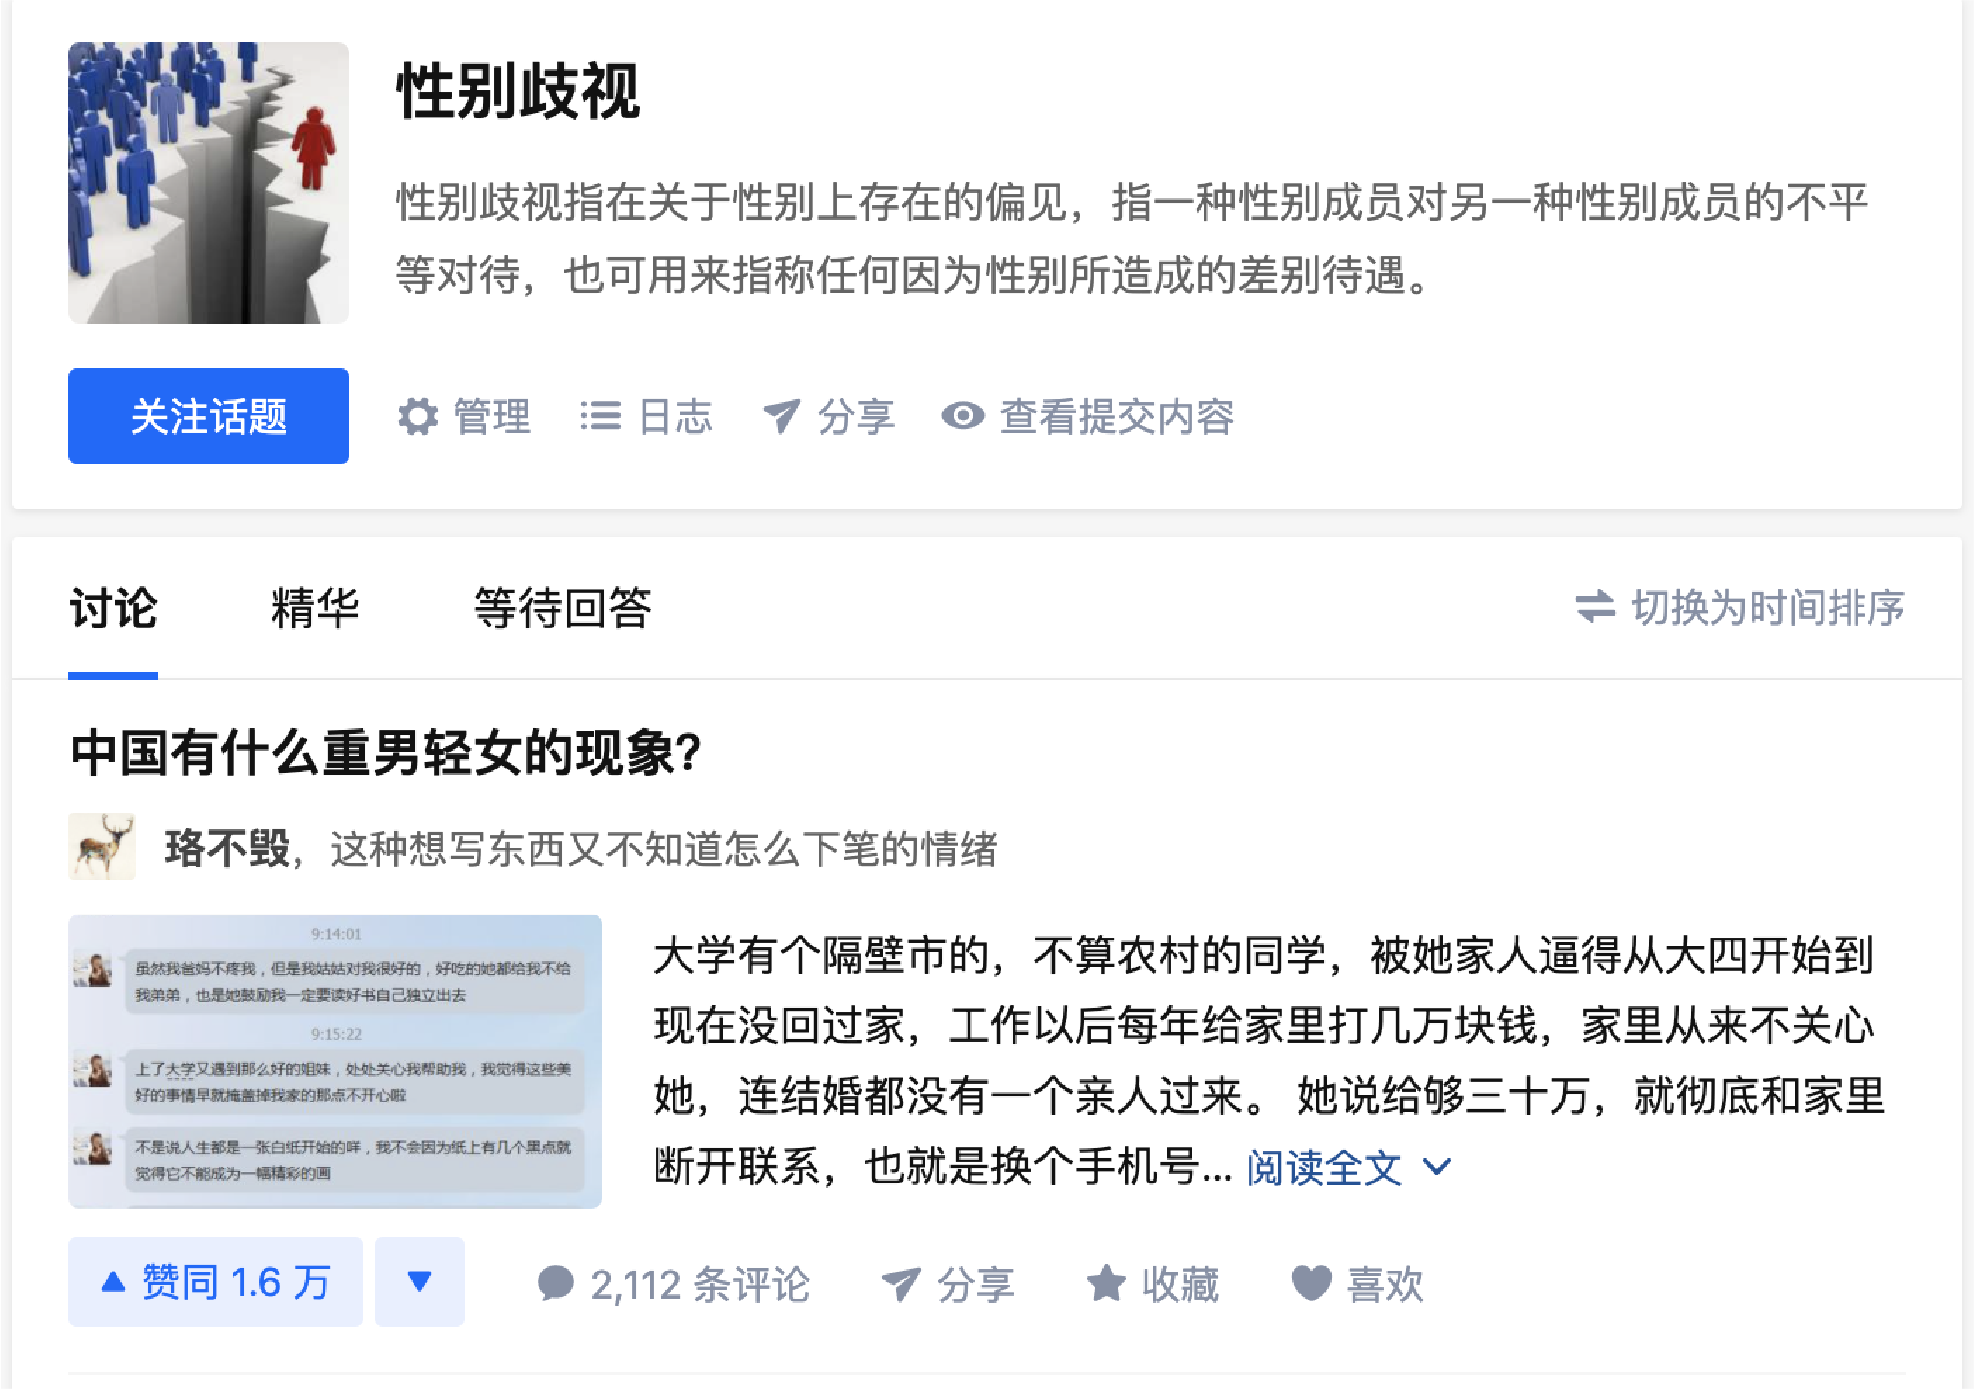 性别歧视
性别歧视指在关于性别上存在的偏见，指一种性别成员对另一种性别成员的不平
等对待，也可用来指称任何因为性别所造成的差别待遇。
关注话题 管理 日志 分享 查看提交内容
讨论 精华 等待回答 切换为时间排序
中国有什么重男轻女的现象?
珞不毁，这种想写东西又不知道怎么下笔的情绪
9:14:01
虽然我爸妈不疼我，但是我姑姑对我很好的，好吃的她都给我不给
我弟弟，也是她鼓励我一定要读好书自己独立出去
9:15:22
上了大学又遇到那么好的姐妹，处处关心我帮助我，我觉得这些美
好的事情早就掩盖掉我家的那点不开心啦
不是说人生都是一张白纸开始的咩，我不会因为纸上有几个黑点就
觉得它不能成为一幅精彩的画
大学有个隔壁市的，不算农村的同学，被她家人逼得从大四开始到
现在没回过家，工作以后每年给家里打几万块钱，家里从来不关心
她，连结婚都没有一个亲人过来。 她说给够三十万，就彻底和家里
断开联系，也就是换个手机号... 阅读全文
赞同 1.6 万 2,112 条评论 分享 收藏 喜欢